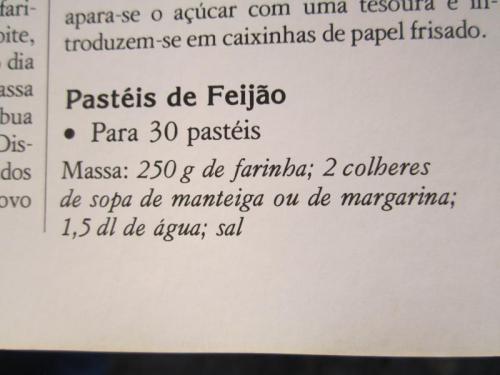 fari-
oite,
dia
assa
bua
Dis-
dos
ovo
apara-se o açúcar com uma tesoura e in-
troduzem-se em caixinhas de papel frisado.
Pastéis de Feijão
• Para 30 pastéis
Massa: 250 g de farinha; 2 colheres
de sopa de manteiga ou de margarina;
1,5 dl de água; sal